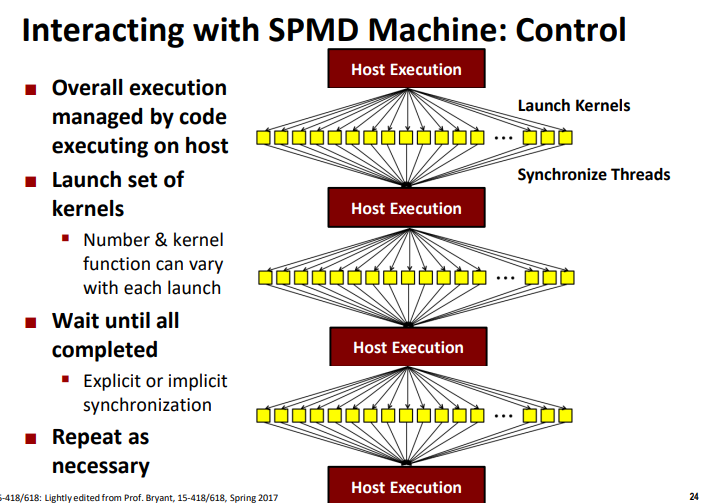 Interacting with SPMD Machine: Control
■ Overall execution
managed by code
executing on host
■ Launch set of
kernels
■ Number & kernel
function can vary
with each launch
■ Wait until all
completed
■ Explicit or implicit
synchronization
■ Repeat as
necessary
Host Execution
Launch Kernels
...
Synchronize Threads
Host Execution
...
Host Execution
...
Host Execution
5-418/618: Lightly edited from Prof. Bryant, 15-418/618, Spring 2017
24